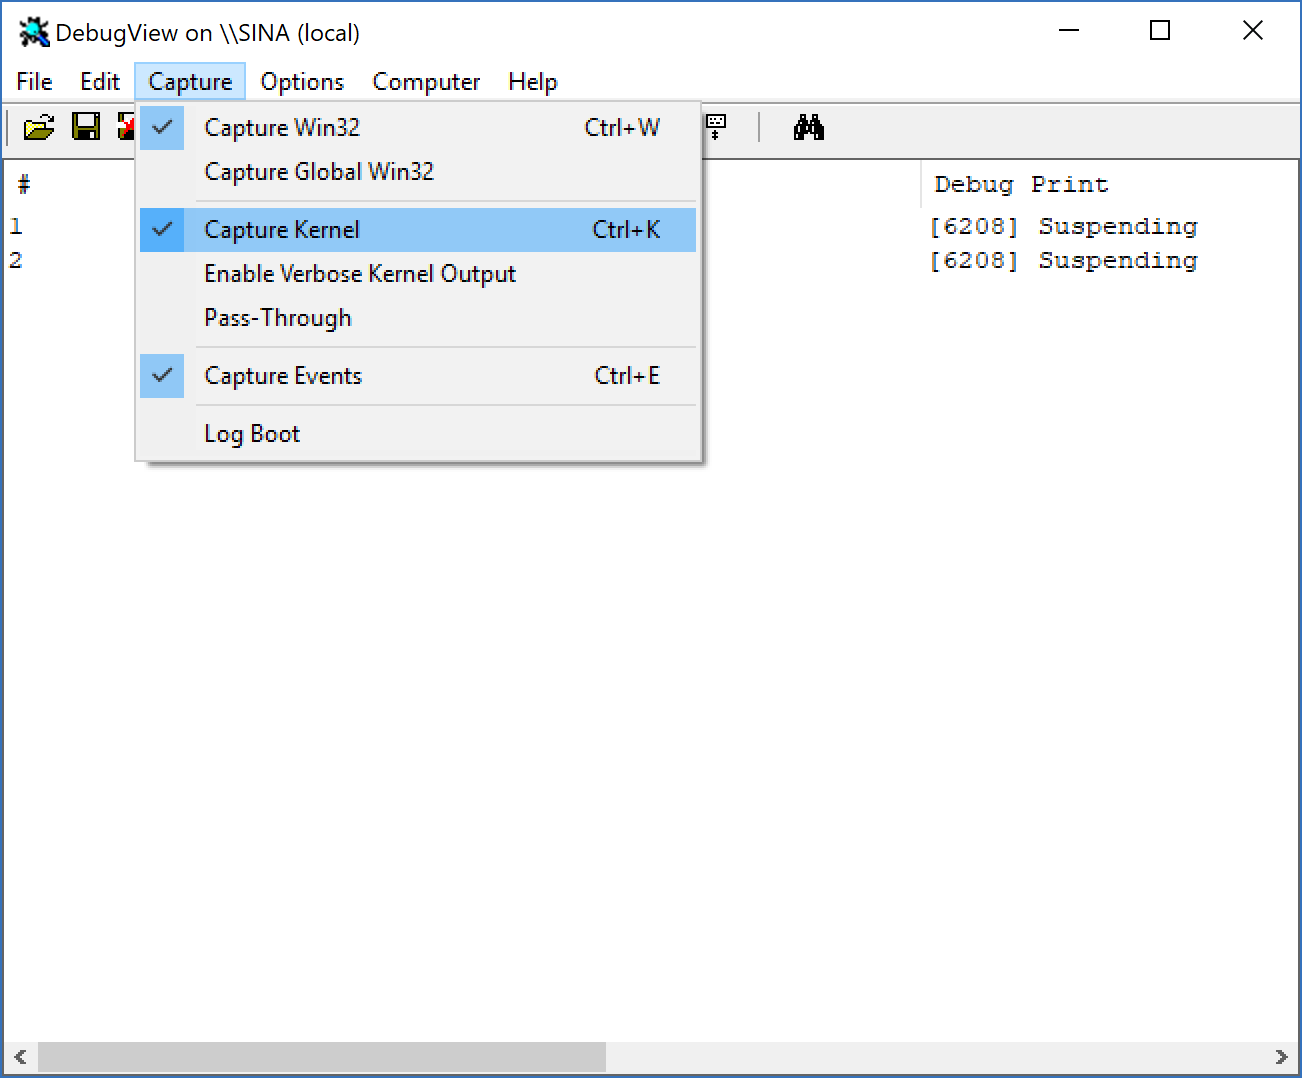 DebugView on \\SINA (local)
File Edit Capture Options Computer Help
Capture Win32 Ctrl+W
Capture Global Win32
Capture Kernel Ctrl+K
Enable Verbose Kernel Output
Pass-Through
Capture Events Ctrl+E
Log Boot
# Debug Print
1 [6208] Suspending
2 [6208] Suspending